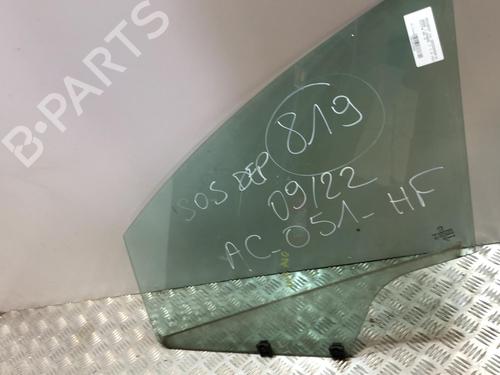 B-PARTS
819
SOS DEP
09/22
AC-051-HF